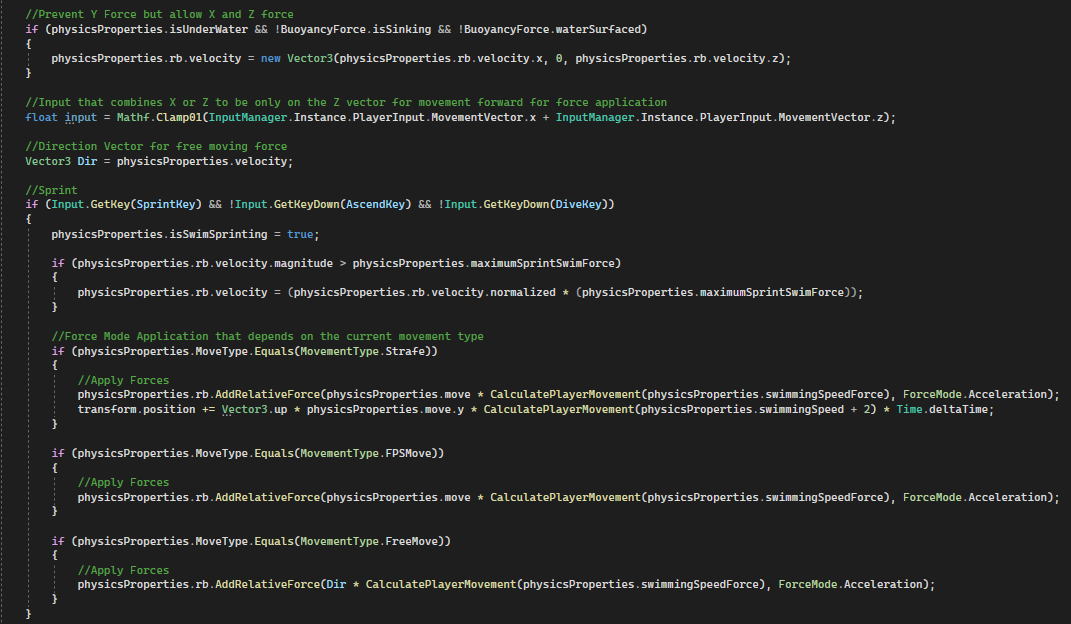 //Prevent Y Force but allow X and Z force
if (physicsProperties.isUnderWater && !BuoyancyForce.isSinking && !BuoyancyForce.waterSurfaced)
{
physicsProperties.rb.velocity = new Vector3(physicsProperties.rb.velocity.x, 0, physicsProperties.rb.velocity.z);
}
//Input that combines X or Z to be only on the Z vector for movement forward for force application
float input = Mathf.Clamp01(InputManager.Instance.PlayerInput.MovementVector.x + InputManager.Instance.PlayerInput.MovementVector.z);
//Direction Vector for free moving force
Vector3 Dir = physicsProperties.velocity;
//Sprint
if (Input.GetKey(SprintKey) && !Input.GetKeyDown(AscendKey) && !Input.GetKeyDown(DiveKey))
{
physicsProperties.isSwimSprinting = true;
if (physicsProperties.rb.velocity.magnitude > physicsProperties.maximumSprintSwimForce)
{
physicsProperties.rb.velocity = (physicsProperties.rb.velocity.normalized * (physicsProperties.maximumSprintSwimForce));
}
//Force Mode Application that depends on the current movement type
if (physicsProperties.MoveType.Equals(MovementType.Strafe))
{
//Apply Forces
physicsProperties.rb.AddRelativeForce(physicsProperties.move * CalculatePlayerMovement(physicsProperties.swimmingSpeedForce), ForceMode.Acceleration);
transform.position += Vector3.up * physicsProperties.move.y * CalculatePlayerMovement(physicsProperties.swimmingSpeed + 2) * Time.deltaTime;
}
if (physicsProperties.MoveType.Equals(MovementType.FPSMove))
{
//Apply Forces
physicsProperties.rb.AddRelativeForce(physicsProperties.move * CalculatePlayerMovement(physicsProperties.swimmingSpeedForce), ForceMode.Acceleration);
}
if (physicsProperties.MoveType.Equals(MovementType.FreeMove))
{
//Apply Forces
physicsProperties.rb.AddRelativeForce(Dir * CalculatePlayerMovement(physicsProperties.swimmingSpeedForce), ForceMode.Acceleration);
}
}